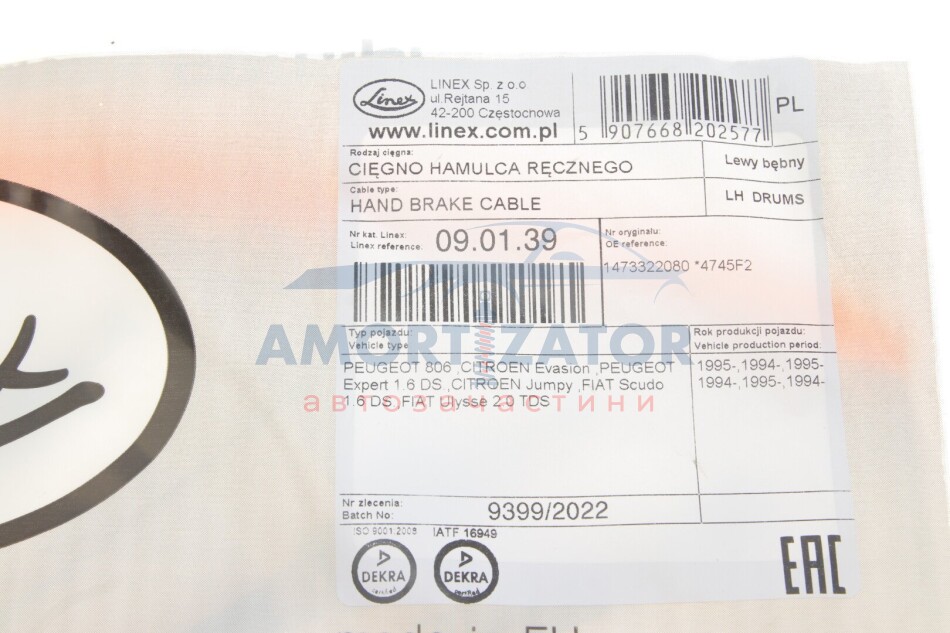 Linex
LINEX Sp. z o.o
ul.Rejtana 15
42-200 Częstochowa
www.linex.com.pl
5 907668 202577
PL
Rodzaj cięgna:
CIĘGNO HAMULCA RĘCZNEGO
Lewy bębny
Cable type:
HAND BRAKE CABLE
LH DRUMS
Nr kat. Linex:
Linex reference:
09.01.39
Nr oryginału:
OE reference:
1473322080 *4745F2
AMORTIZATOR
автозапчастини
Typ pojazdu:
Vehicle type
Rok produkcji pojazdu:
Vehicle production period:
PEUGEOT 806 ,CITROEN Evasion ,PEUGEOT
Expert 1.6 DS ,CITROEN Jumpy ,FIAT Scudo
1.6 DS ,FIAT Ulysse 2.0 TDS
1995-,1994-,1995-
1994-,1995-,1994-
Nr zlecenia:
Batch No:
9399/2022
ISO 9001:2008
IATF 16949
DEKRA
certified
DEKRA
certified
EAC
made in EU